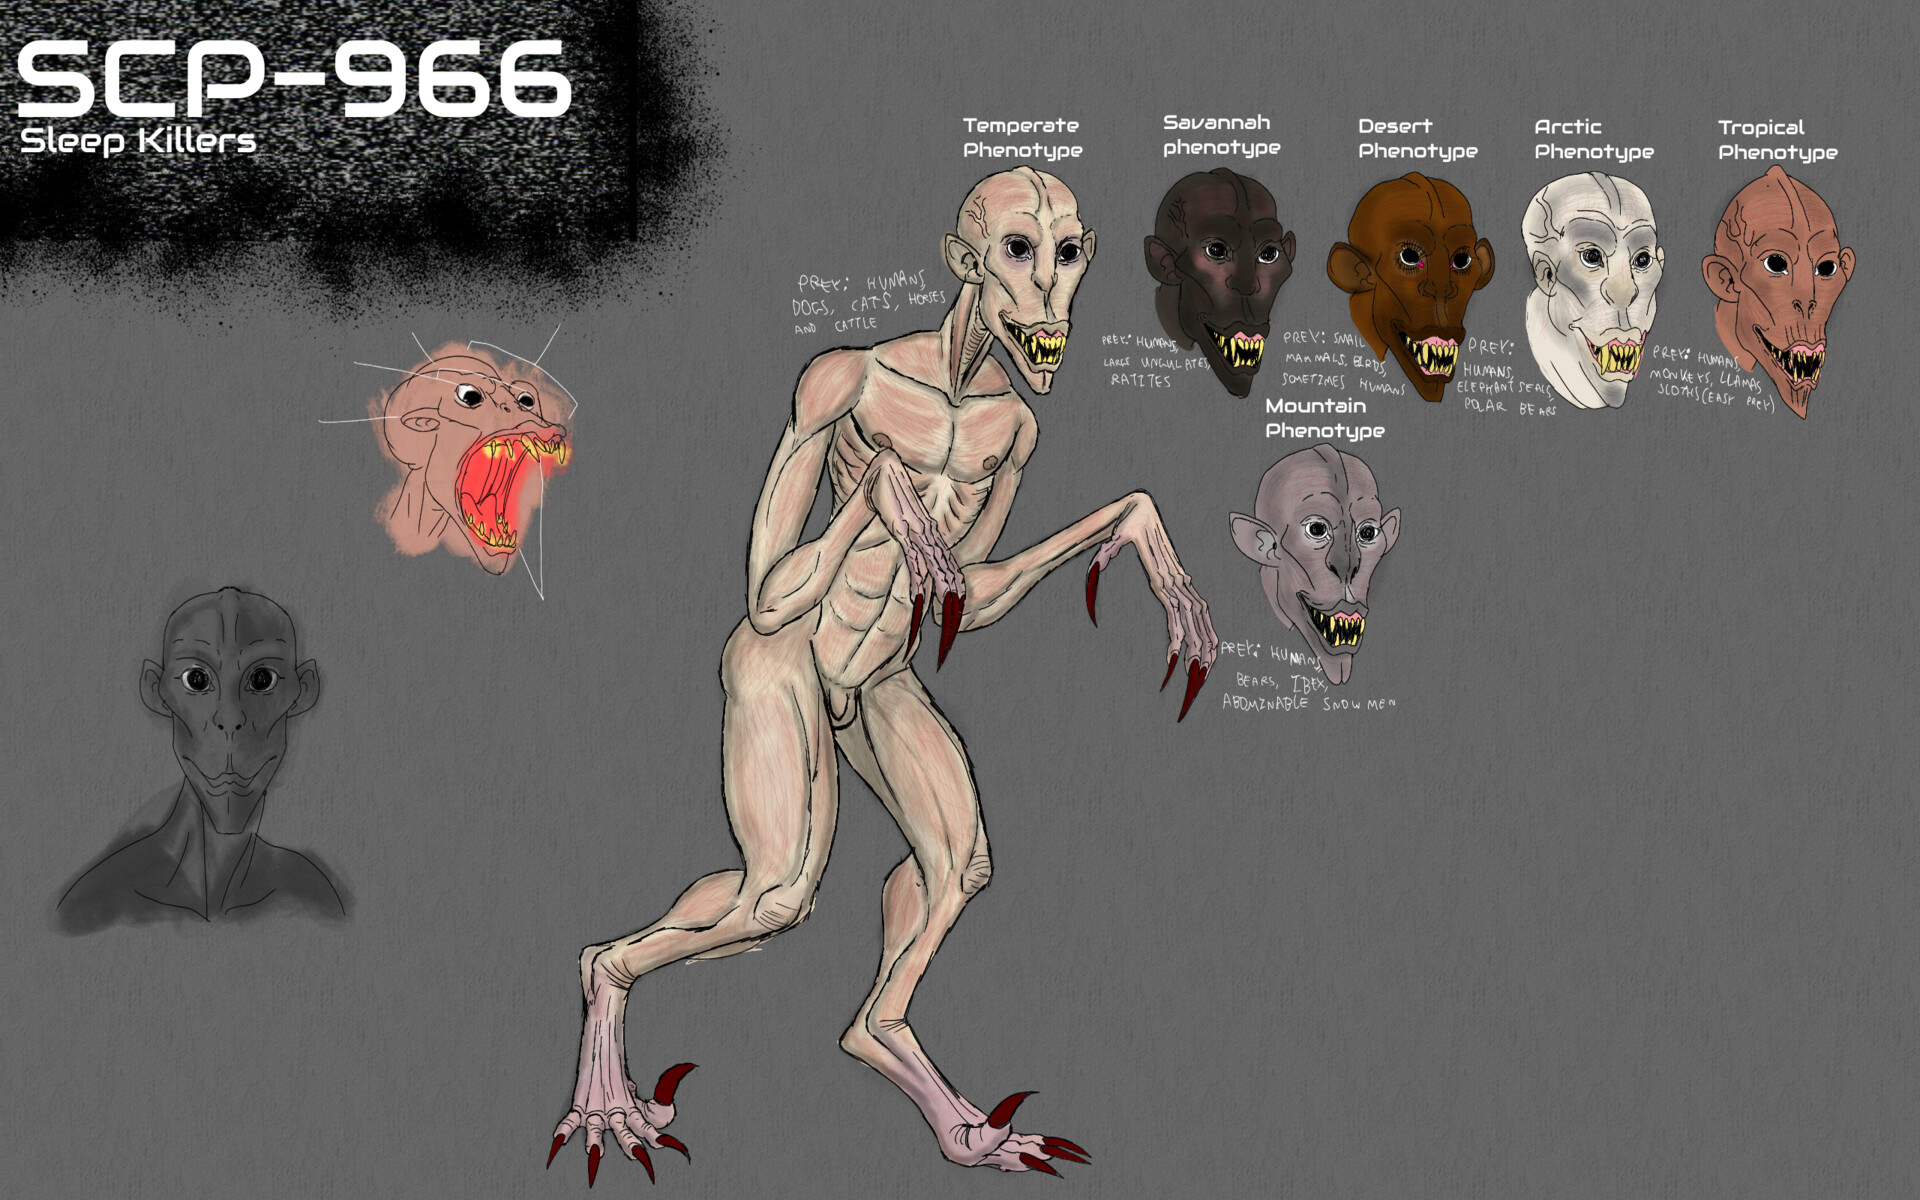 SCP-966
Sleep Killers
Temperate
Phenotype
PREY: HUMANS,
DOGS, CATS, HORSES
AND CATTLE
Savannah
phenotype
PREY: HUMANS,
LARGE UNGULATES,
RATITES
Desert
Phenotype
PREY: SMALL
MAMMALS, BIRDS,
SOMETIMES HUMANS
Arctic
Phenotype
PREY:
HUMANS,
ELEPHANT SEALS,
POLAR BEARS
Tropical
Phenotype
PREY: HUMANS,
MONKEYS, LLAMAS
SLOTHS (EASY PREY)
Mountain
Phenotype
PREY: HUMANS,
BEARS, IBEX,
ABOMINABLE SNOWMEN